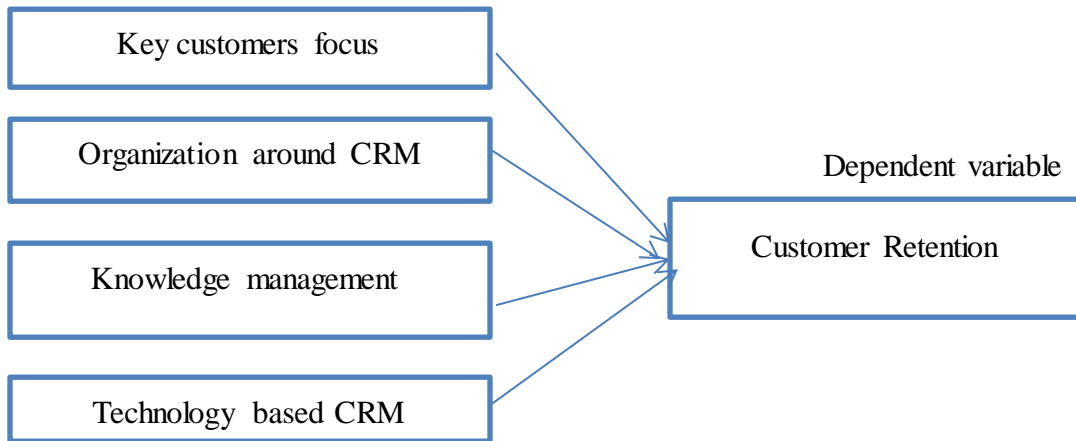 Key customers focus
Organization around CRM
Dependent variable
Customer Retention
Knowledge management
Technology based CRM